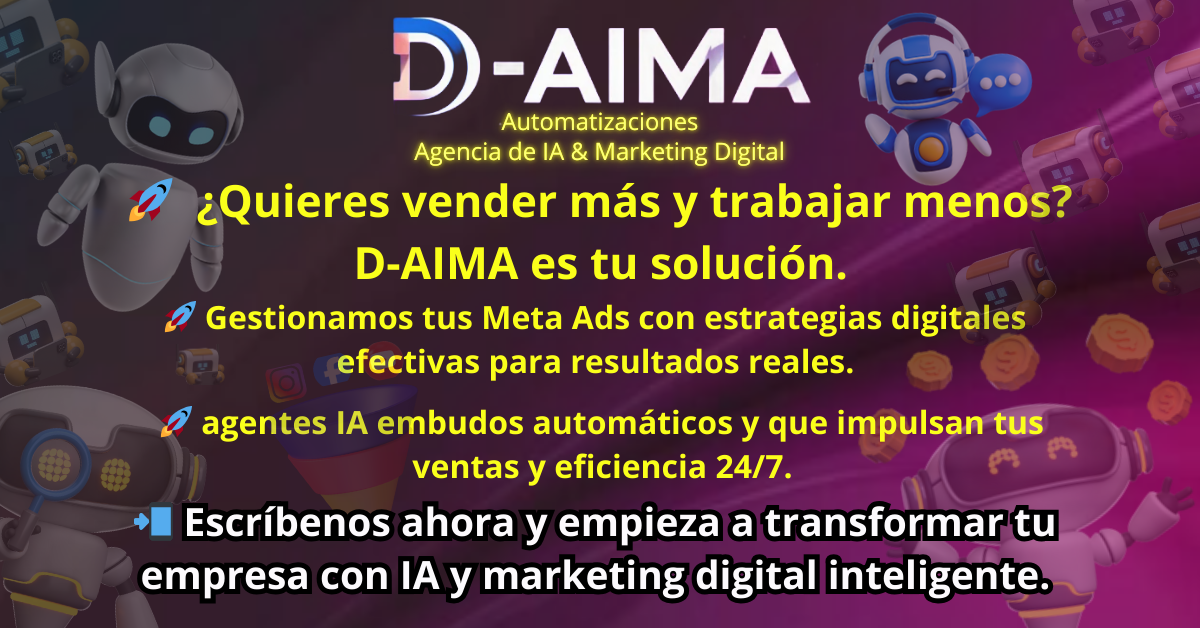 D-AIMA
Automatizaciones
Agencia de IA & Marketing Digital
🚀 ¿Quieres vender más y trabajar menos?
D-AIMA es tu solución.
🚀 Gestionamos tus Meta Ads con estrategias digitales
efectivas para resultados reales.
🚀 agentes IA embudos automáticos y que impulsan tus
ventas y eficiencia 24/7.
📲 Escríbenos ahora y empieza a transformar tu
empresa con IA y marketing digital inteligente.